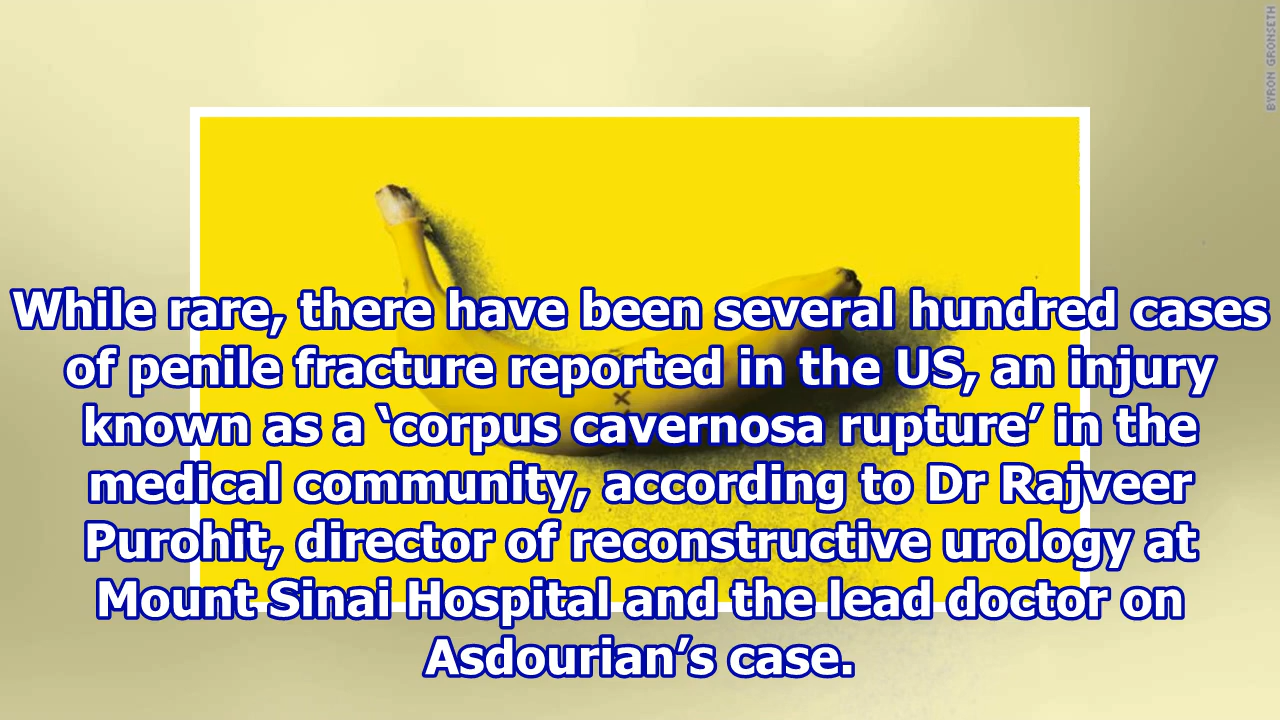 BYRON GRONSETH
While rare, there have been several hundred cases
of penile fracture reported in the US, an injury
known as a ‘corpus cavernosa rupture’ in the
medical community, according to Dr Rajveer
Purohit, director of reconstructive urology at
Mount Sinai Hospital and the lead doctor on
Asdourian’s case.